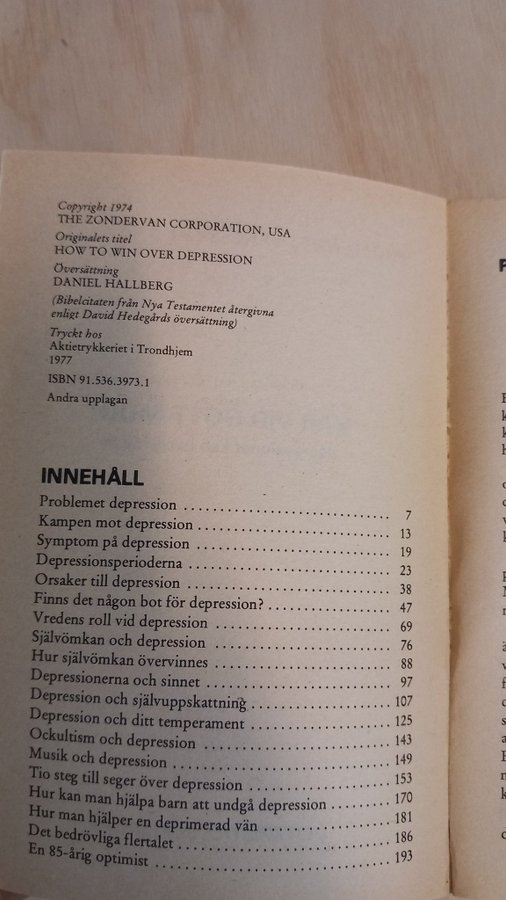 Copyright 1974
THE ZONDERVAN CORPORATION, USA
Originalets titel
HOW TO WIN OVER DEPRESSION
Översättning
DANIEL HALLBERG
(Bibelcitaten från Nya Testamentet återgivna
enligt David Hedegårds översättning)
Tryckt hos
Aktietrykkeriet i Trondhjem
1977
ISBN 91.536.3973.1
Andra upplagan
INNEHÅLL
Problemet depression 7
Kampen mot depression 13
Symptom på depression 19
Depressionsperioderna 23
Orsaker till depression 38
Finns det någon bot för depression? 47
Vredens roll vid depression 69
Självömkan och depression 76
Hur självömkan övervinnes 88
Depressionerna och sinnet 97
Depression och självuppskattning 107
Depression och ditt temperament 125
Ockultism och depression 143
Musik och depression 149
Tio steg till seger över depression 153
Hur kan man hjälpa barn att undgå depression 170
Hur man hjälper en deprimerad vän 181
Det bedrövliga flertalet 186
En 85-årig optimist 193